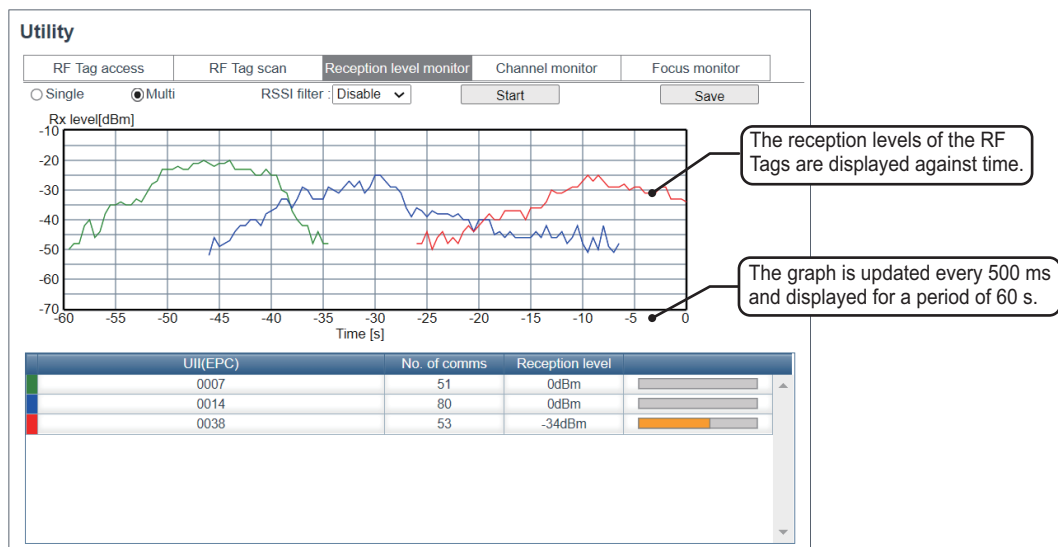 Utility
RF Tag access RF Tag scan Reception level monitor Channel monitor Focus monitor
Single Multi RSSI filter : Disable Start Save
Rx level[dBm]
-10
-20
-30
-40
-50
-60
-70
-60 -55 -50 -45 -40 -35 -30 -25 -20 -15 -10 -5 0
Time [s]
The reception levels of the RF
Tags are displayed against time.
The graph is updated every 500 ms
and displayed for a period of 60 s.
UII(EPC) No. of comms Reception level
0007 51 0dBm
0014 80 0dBm
0038 53 -34dBm